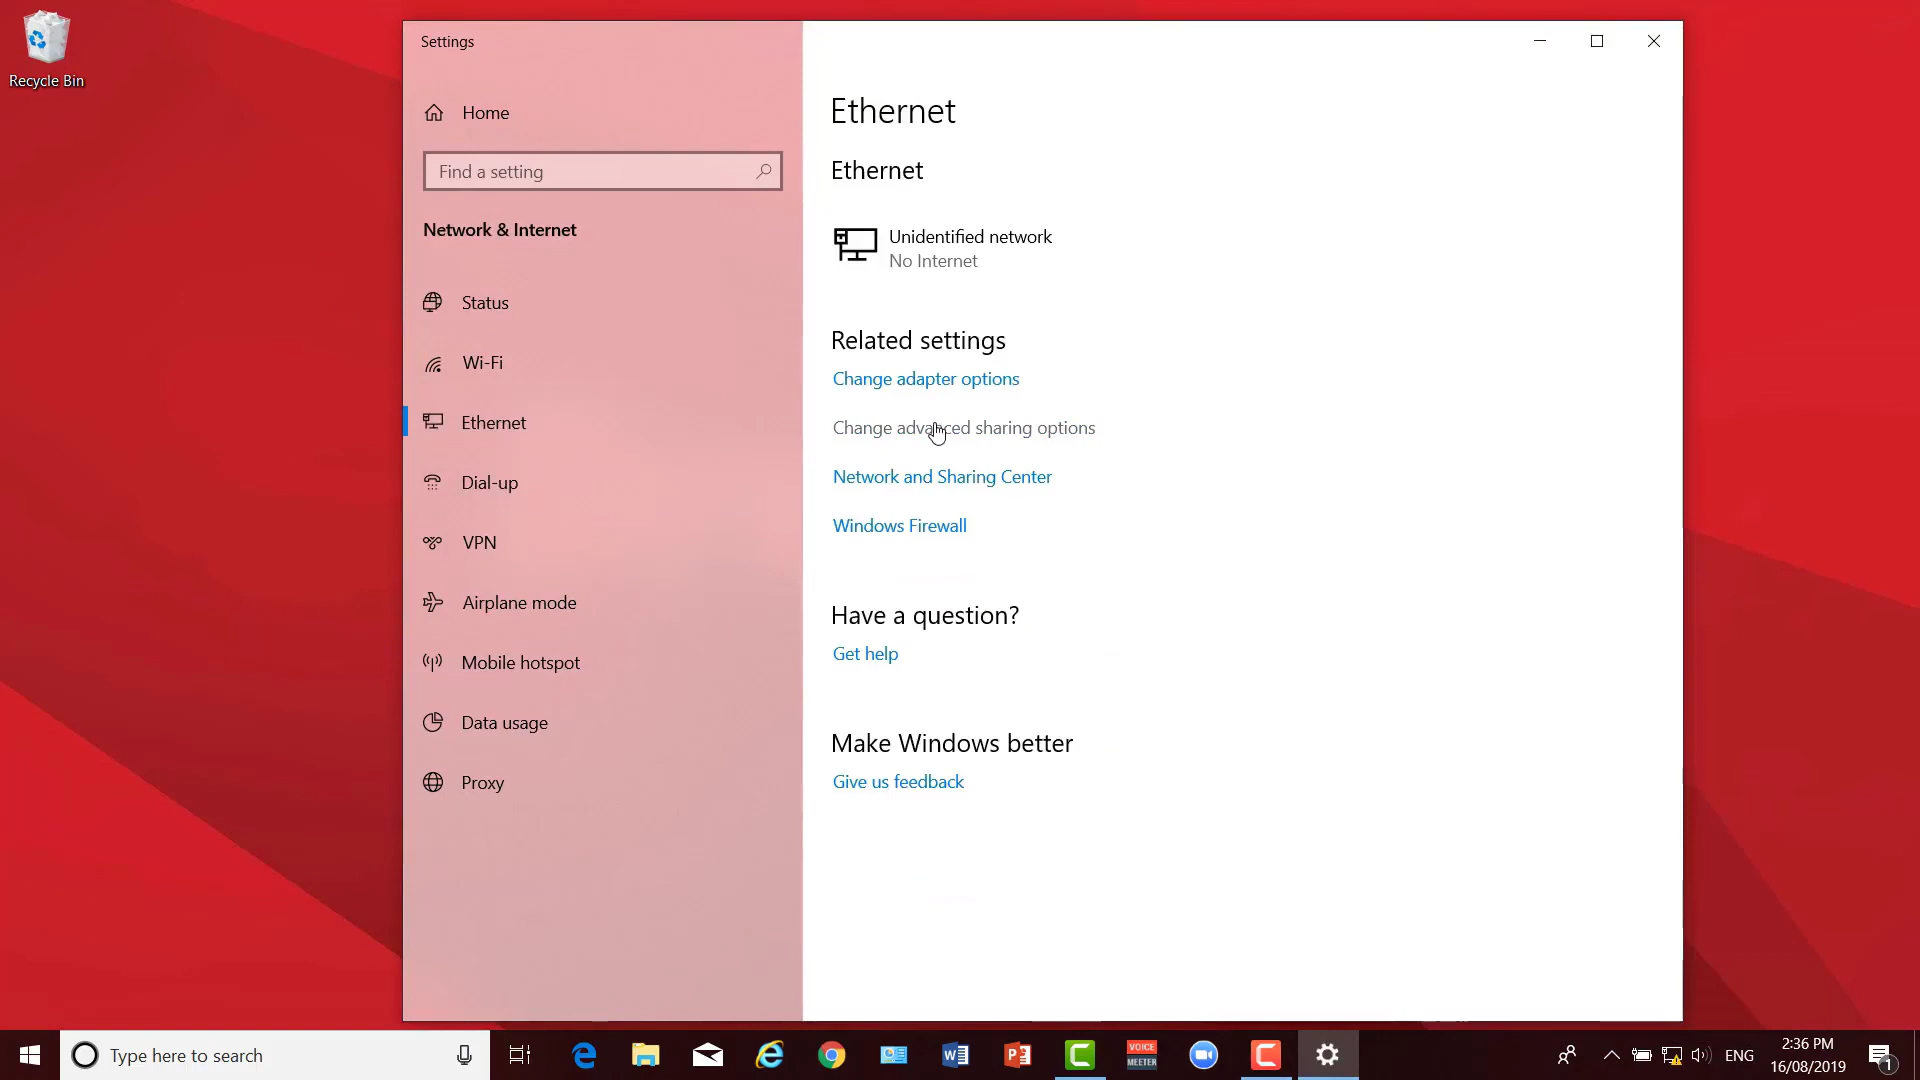 Recycle Bin
Settings
Home
Find a setting
Network & Internet
Status
Wi-Fi
Ethernet
Dial-up
VPN
Airplane mode
Mobile hotspot
Data usage
Proxy
Ethernet
Ethernet
Unidentified network
No Internet
Related settings
Change adapter options
Change advanced sharing options
Network and Sharing Center
Windows Firewall
Have a question?
Get help
Make Windows better
Give us feedback
Type here to search
VOICE
MEETER
ENG
2:36 PM
16/08/2019
1